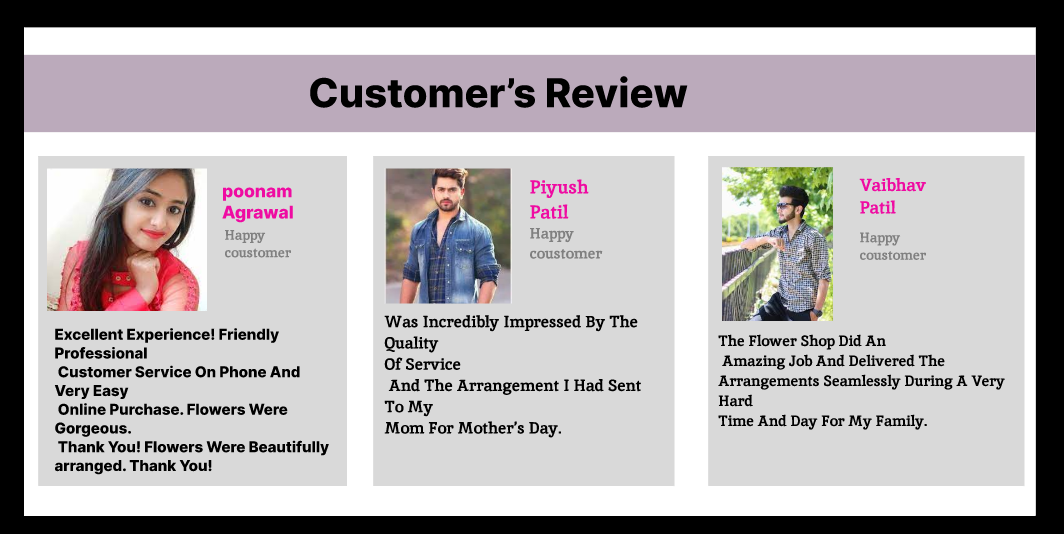 Customer’s Review
poonam
Agrawal
Happy
coustomer
Excellent Experience! Friendly
Professional
Customer Service On Phone And
Very Easy
Online Purchase. Flowers Were
Gorgeous.
Thank You! Flowers Were Beautifully
arranged. Thank You!
Piyush
Patil
Happy
coustomer
Was Incredibly Impressed By The
Quality
Of Service
And The Arrangement I Had Sent
To My
Mom For Mother’s Day.
Vaibhav
Patil
Happy
coustomer
The Flower Shop Did An
Amazing Job And Delivered The
Arrangements Seamlessly During A Very
Hard
Time And Day For My Family.